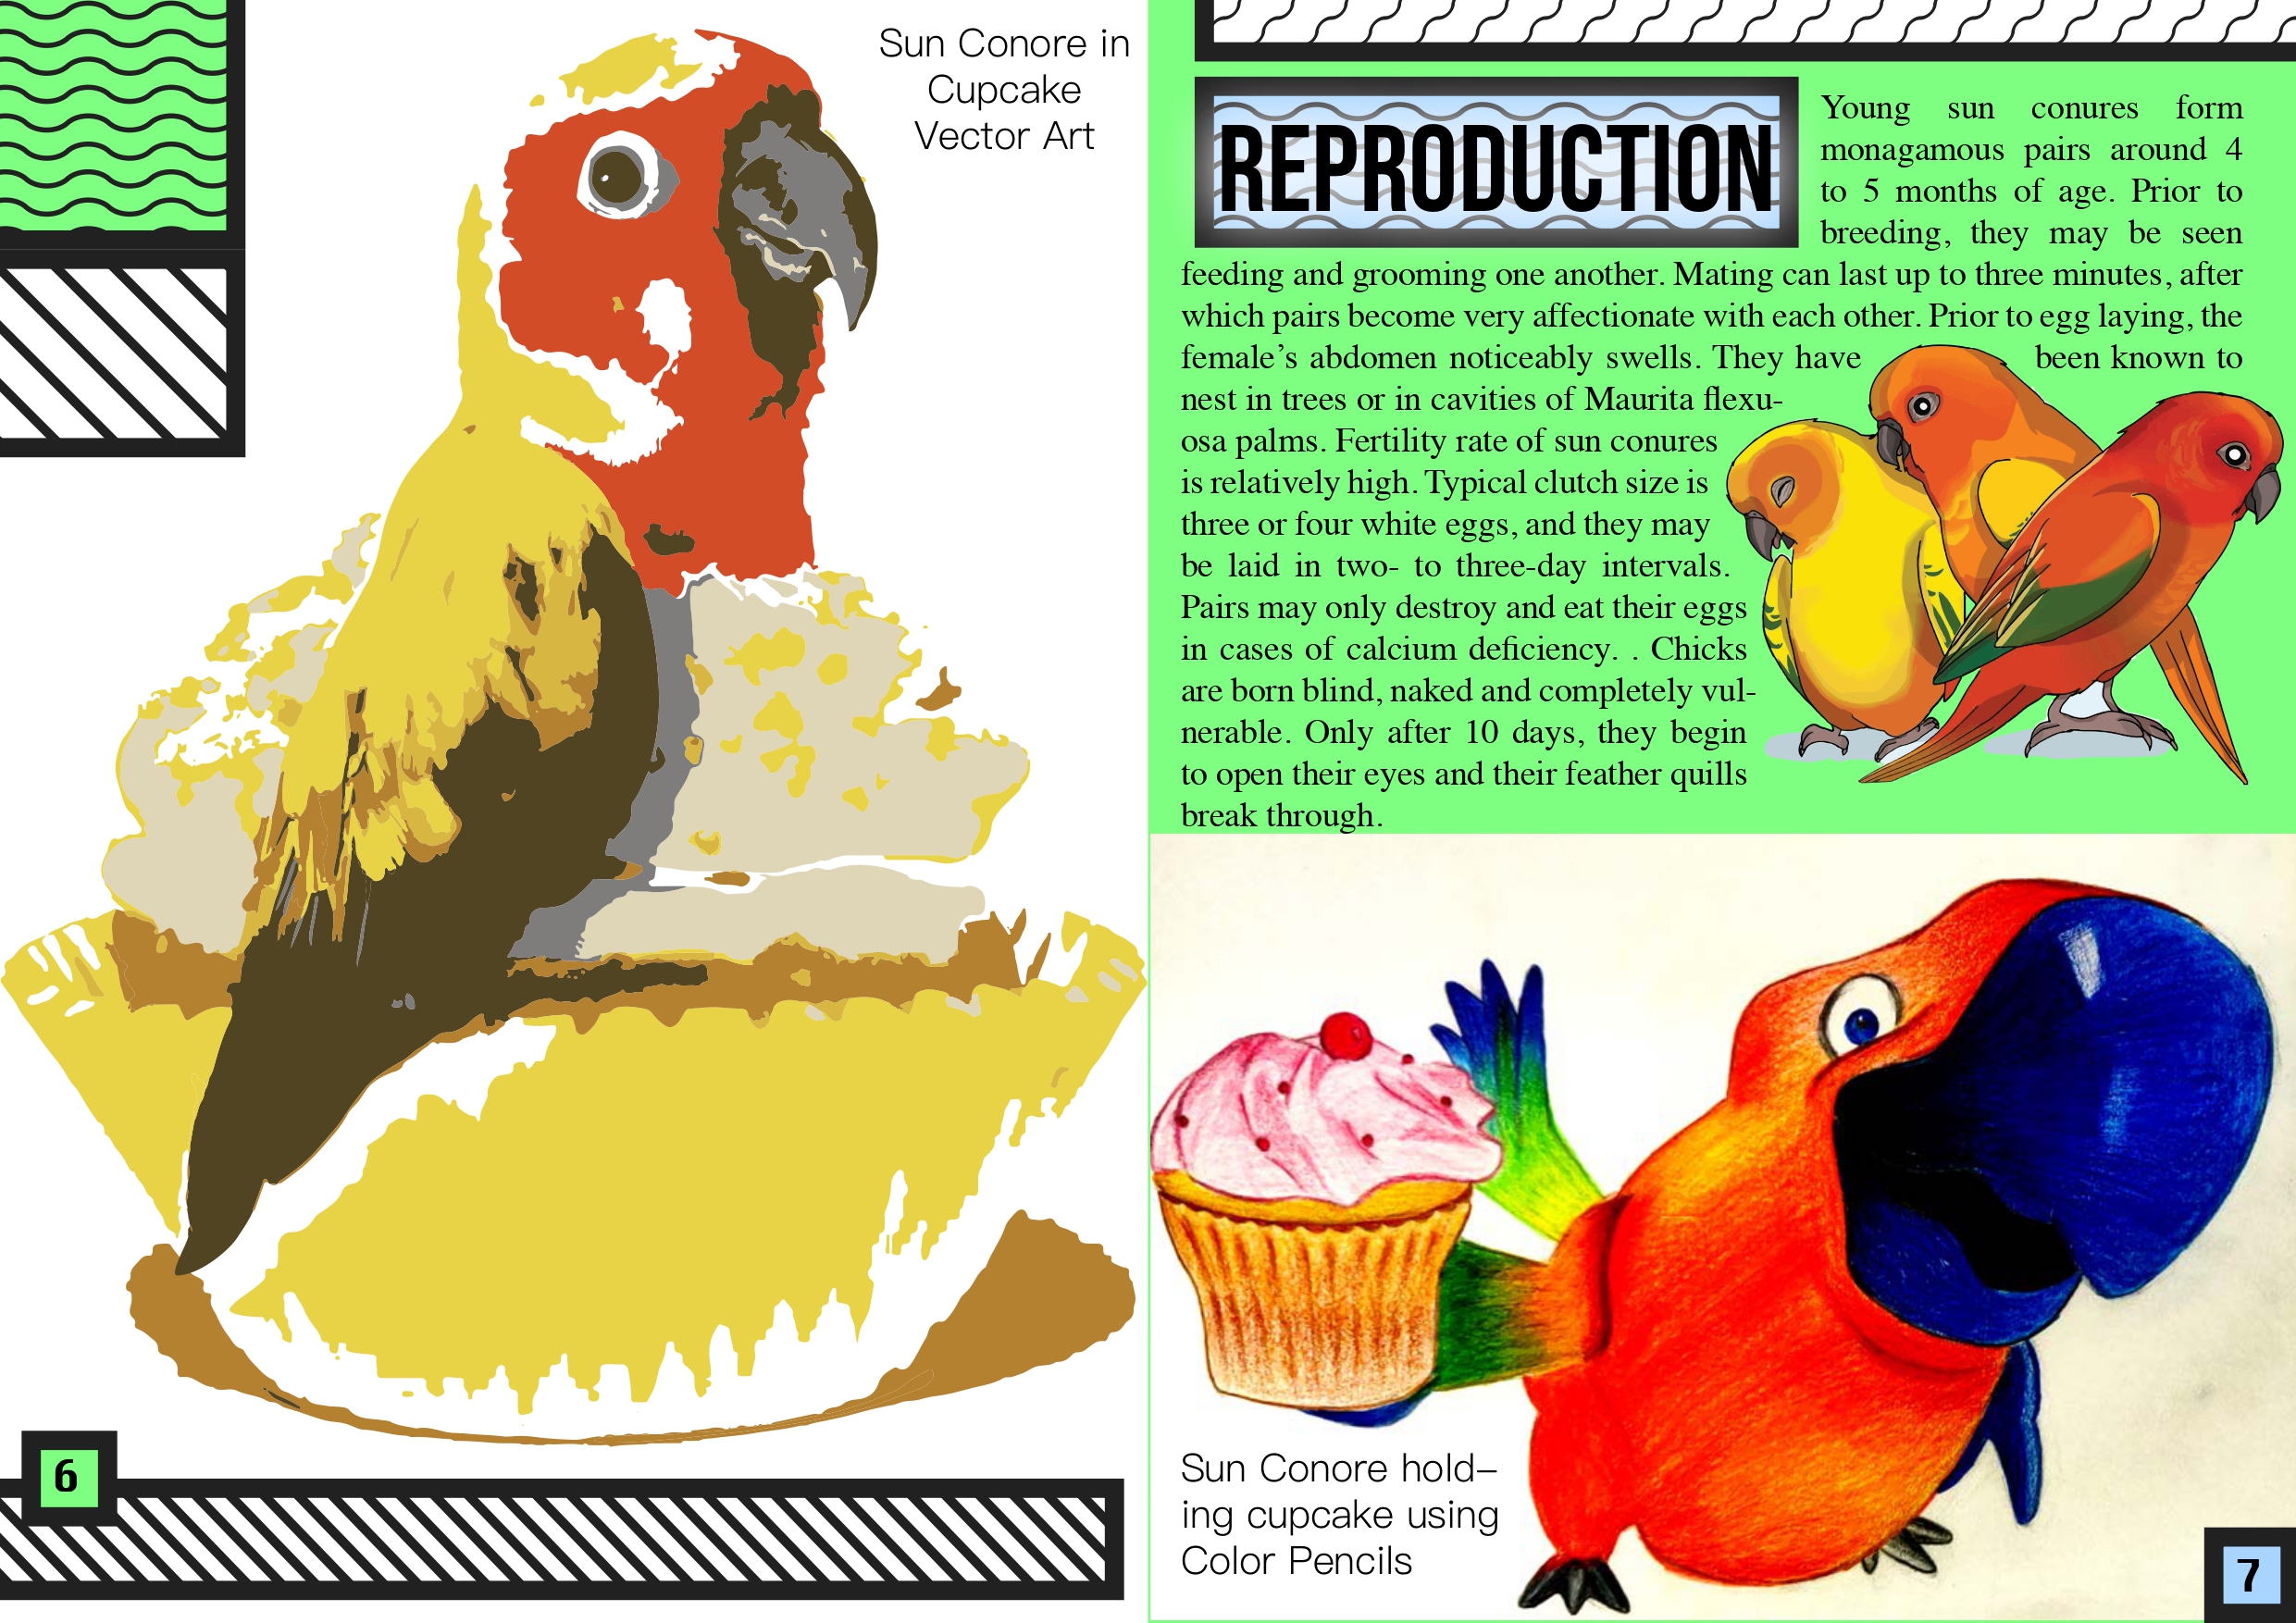 Sun Conore in
Cupcake
Vector Art
6
REPRODUCTION
Young sun conures form
monagamous pairs around 4
to 5 months of age. Prior to
breeding, they may be seen
feeding and grooming one another. Mating can last up to three minutes, after
which pairs become very affectionate with each other. Prior to egg laying, the
female’s abdomen noticeably swells. They have been known to
nest in trees or in cavities of Maurita flexu-
osa palms. Fertility rate of sun conures
is relatively high. Typical clutch size is
three or four white eggs, and they may
be laid in two- to three-day intervals.
Pairs may only destroy and eat their eggs
in cases of calcium deficiency. . Chicks
are born blind, naked and completely vul-
nerable. Only after 10 days, they begin
to open their eyes and their feather quills
break through.
Sun Conore hold-
ing cupcake using
Color Pencils
7